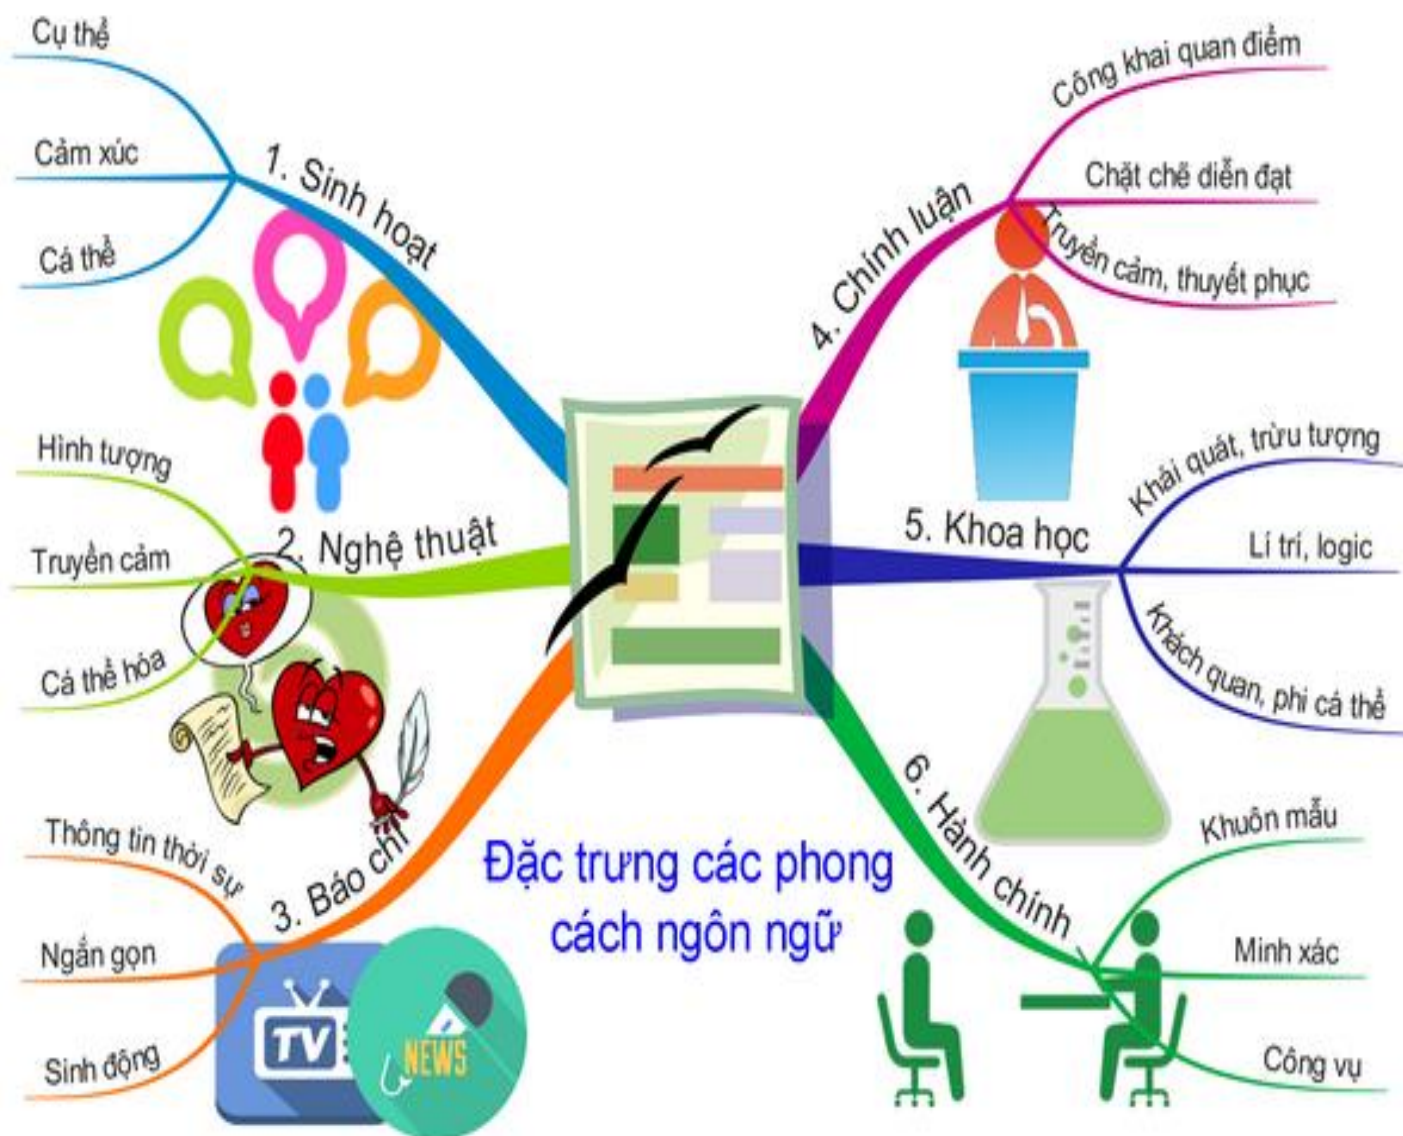 Cụ thể
Cảm xúc
Cá thể
1. Sinh hoạt
Hình tượng
Truyền cảm
Cá thể hóa
2. Nghệ thuật
Thông tin thời sự
Ngắn gọn
Sinh động
3. Báo chí
TV
NEWS
Đặc trưng các phong
cách ngôn ngữ
4. Chính luận
Công khai quan điểm
Chặt chẽ diễn đạt
Truyền cảm, thuyết phục
5. Khoa học
Khái quát, trừu tượng
Lí trí, logic
Khách quan, phi cá thể
6. Hành chính
Khuôn mẫu
Minh xác
Công vụ